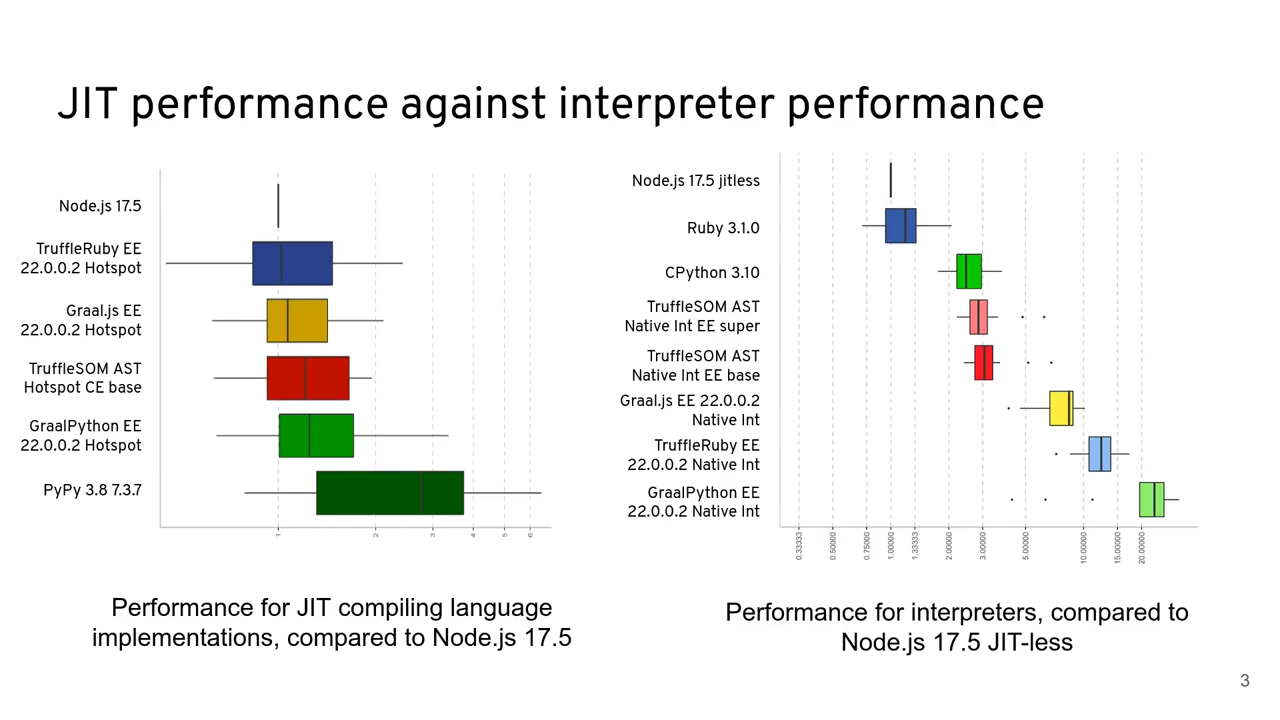 JIT performance against interpreter performance
Node.js 17.5
TruffleRuby EE
22.0.0.2 Hotspot
Graal.js EE
22.0.0.2 Hotspot
TruffleSOM AST
Hotspot CE base
GraalPython EE
22.0.0.2 Hotspot
PyPy 3.8 7.3.7
1
2
3
4
5
6
Performance for JIT compiling language
implementations, compared to Node.js 17.5
Node.js 17.5 jitless
Ruby 3.1.0
CPython 3.10
TruffleSOM AST
Native Int EE super
TruffleSOM AST
Native Int EE base
Graal.js EE 22.0.0.2
Native Int
TruffleRuby EE
22.0.0.2 Native Int
GraalPython EE
22.0.0.2 Native Int
0.33333
0.50000
0.75000
1.00000
1.33333
2.00000
3.00000
5.00000
10.00000
15.00000
20.00000
Performance for interpreters, compared to
Node.js 17.5 JIT-less
3